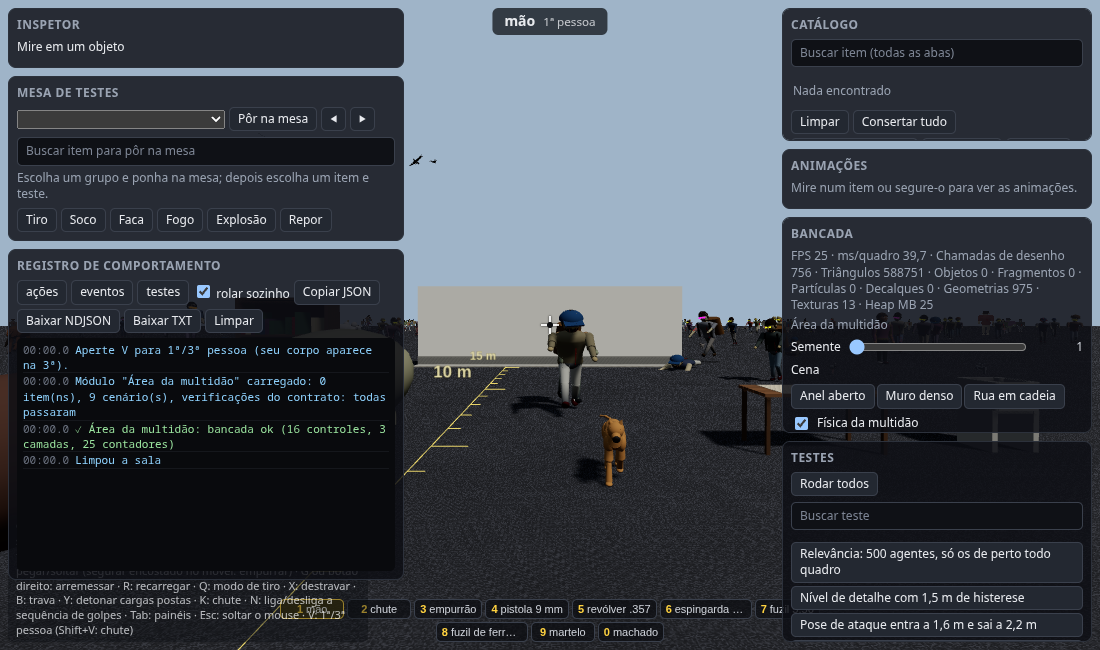 INSPETOR
Mire em um objeto
MESA DE TESTES
Pôr na mesa
Buscar item para pôr na mesa
Escolha um grupo e ponha na mesa; depois escolha um item e
teste.
Tiro Soco Faca Fogo Explosão Repor
REGISTRO DE COMPORTAMENTO
ações eventos testes rolar sozinho Copiar JSON
Baixar NDJSON Baixar TXT Limpar
00:00.0 Aperte V para 1ª/3ª pessoa (seu corpo aparece
na 3ª).
00:00.0 Módulo "Área da multidão" carregado: 0
item(ns), 9 cenário(s), verificações do contrato: todas
passaram
00:00.0 ✓ Área da multidão: bancada ok (16 controles, 3
camadas, 25 contadores)
00:00.0 Limpou a sala
direito: arremessar · R: recarregar · Q: modo de tiro · X: destravar ·
B: trava · Y: detonar cargas postas · K: chute · N: liga/desliga a
sequência de golpes · Tab: painéis · Esc: soltar o mouse · V: 1ª/3ª
pessoa (Shift+V: chute)
mão 1ª pessoa
15 m
10 m
1 mão 2 chute 3 empurrão 4 pistola 9 mm 5 revólver .357 6 espingarda … 7 fuzil
8 fuzil de ferr… 9 martelo 0 machado
CATÁLOGO
Buscar item (todas as abas)
Nada encontrado
Limpar Consertar tudo
ANIMAÇÕES
Mire num item ou segure-o para ver as animações.
BANCADA
FPS 25 · ms/quadro 39,7 · Chamadas de desenho
756 · Triângulos 588751 · Objetos 0 · Fragmentos 0 ·
Partículas 0 · Decalques 0 · Geometrias 975 ·
Texturas 13 · Heap MB 25
Área da multidão
Semente 1
Cena
Anel aberto Muro denso Rua em cadeia
Física da multidão
TESTES
Rodar todos
Buscar teste
Relevância: 500 agentes, só os de perto todo
quadro
Nível de detalhe com 1,5 m de histerese
Pose de ataque entra a 1,6 m e sai a 2,2 m